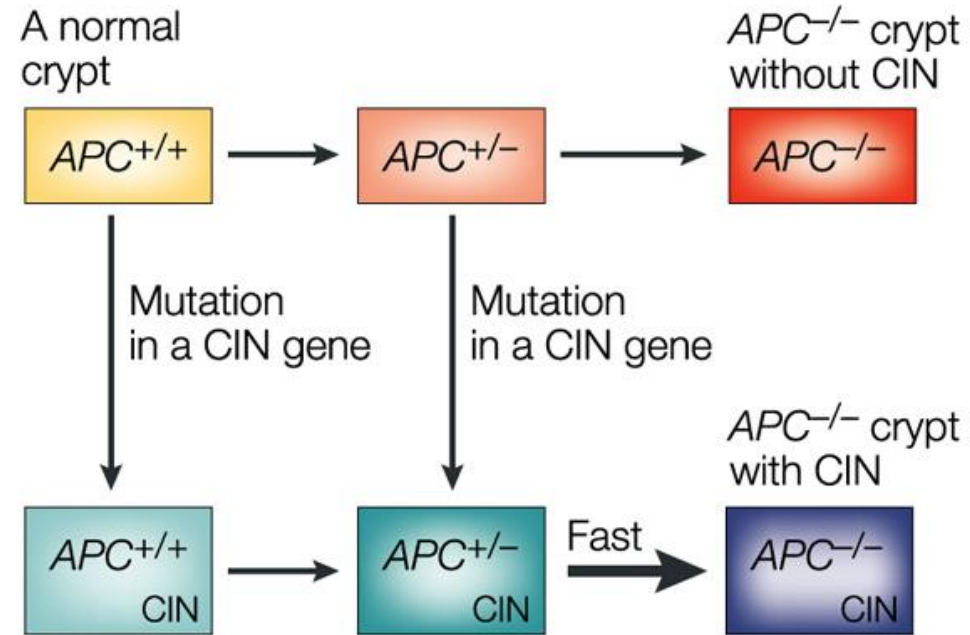 A normal
crypt
APC–/– crypt
without CIN
APC+/+
APC+/–
APC–/–
Mutation
in a CIN gene
Mutation
in a CIN gene
APC–/– crypt
with CIN
Fast
APC+/+
CIN
APC+/–
CIN
APC–/–
CIN